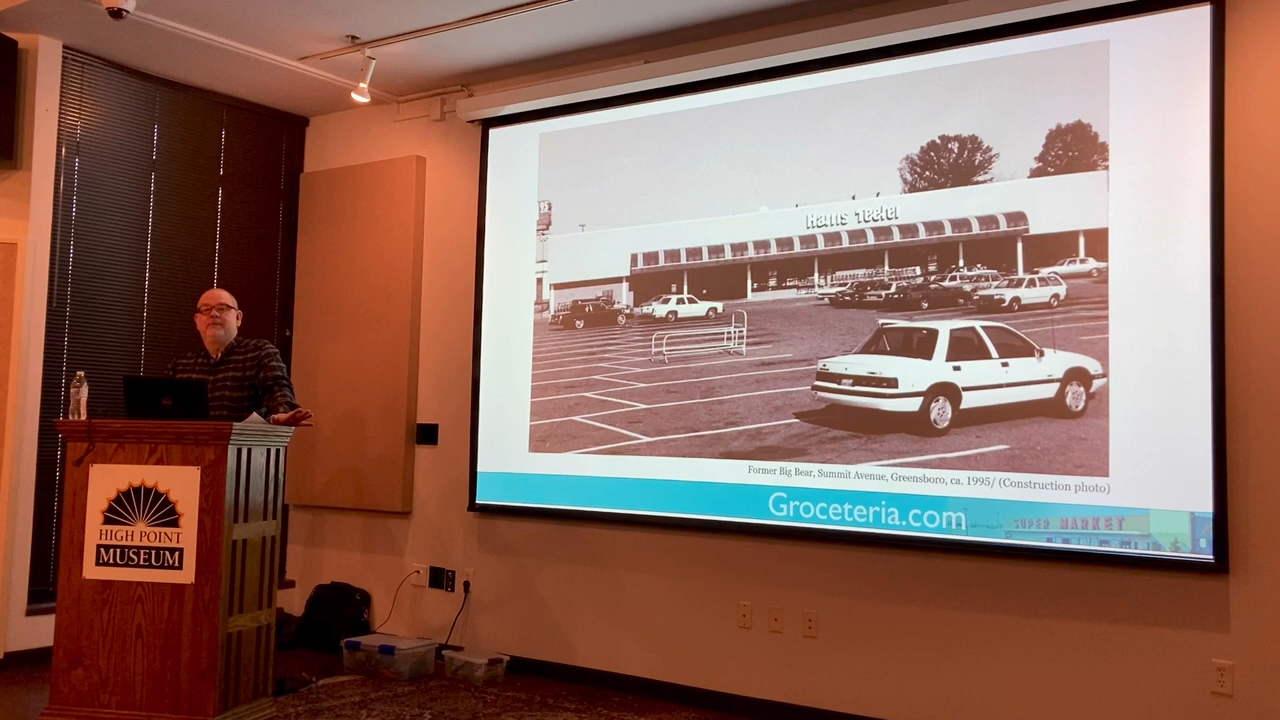 Harris Teeter
Former Big Bear, Summit Avenue, Greensboro, ca. 1995/ (Construction photo)
Groceteria.com
SUPER MARKET
HIGH POINT
MUSEUM